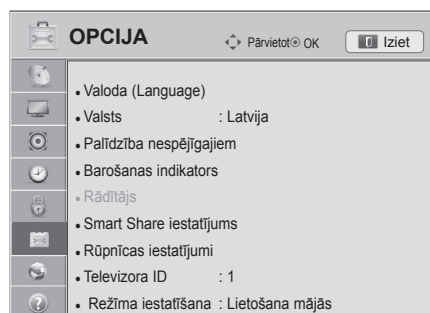 OPCIJA
Pārvietot OK
Iziet
• Valoda (Language)
• Valsts : Latvija
• Palīdzība nespējīgajiem
• Barošanas indikators
• Rādītājs
• Smart Share iestatījums
• Rūpnīcas iestatījumi
• Televizora ID : 1
• Režīma iestatīšana : Lietošana mājās